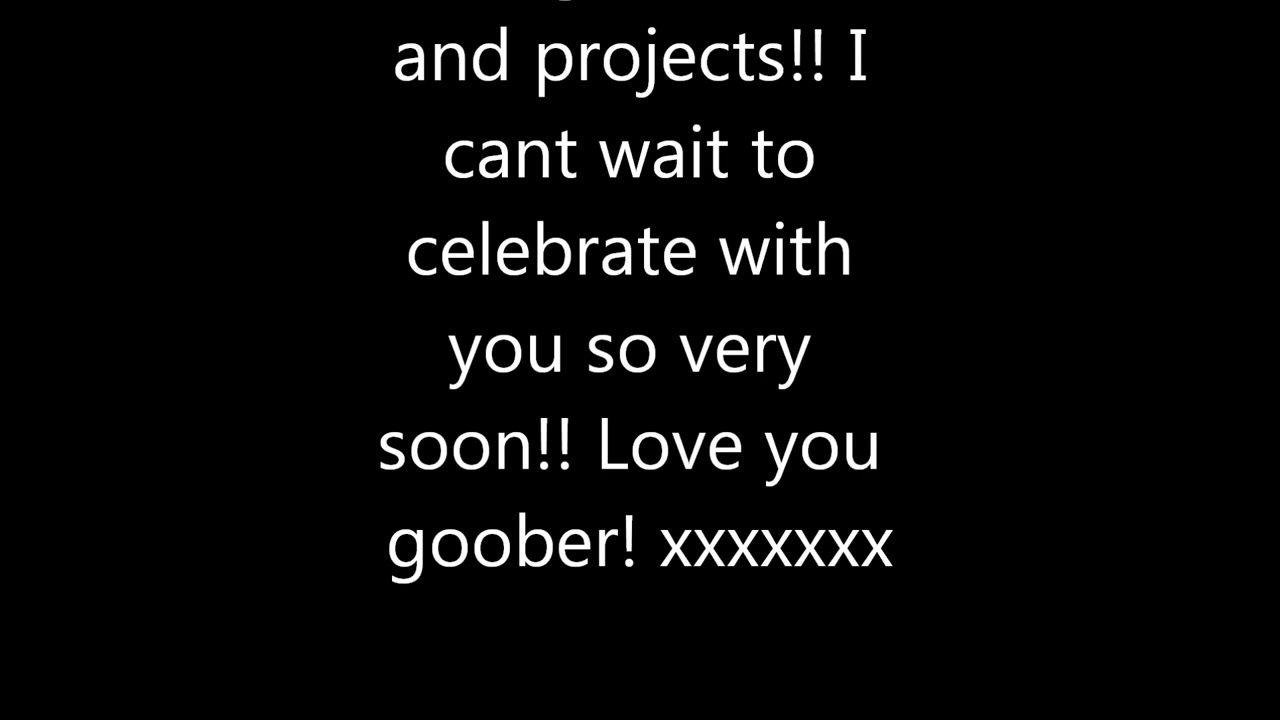 and projects!! I
cant wait to
celebrate with
you so very
soon!! Love you
goober! xxxxxxx